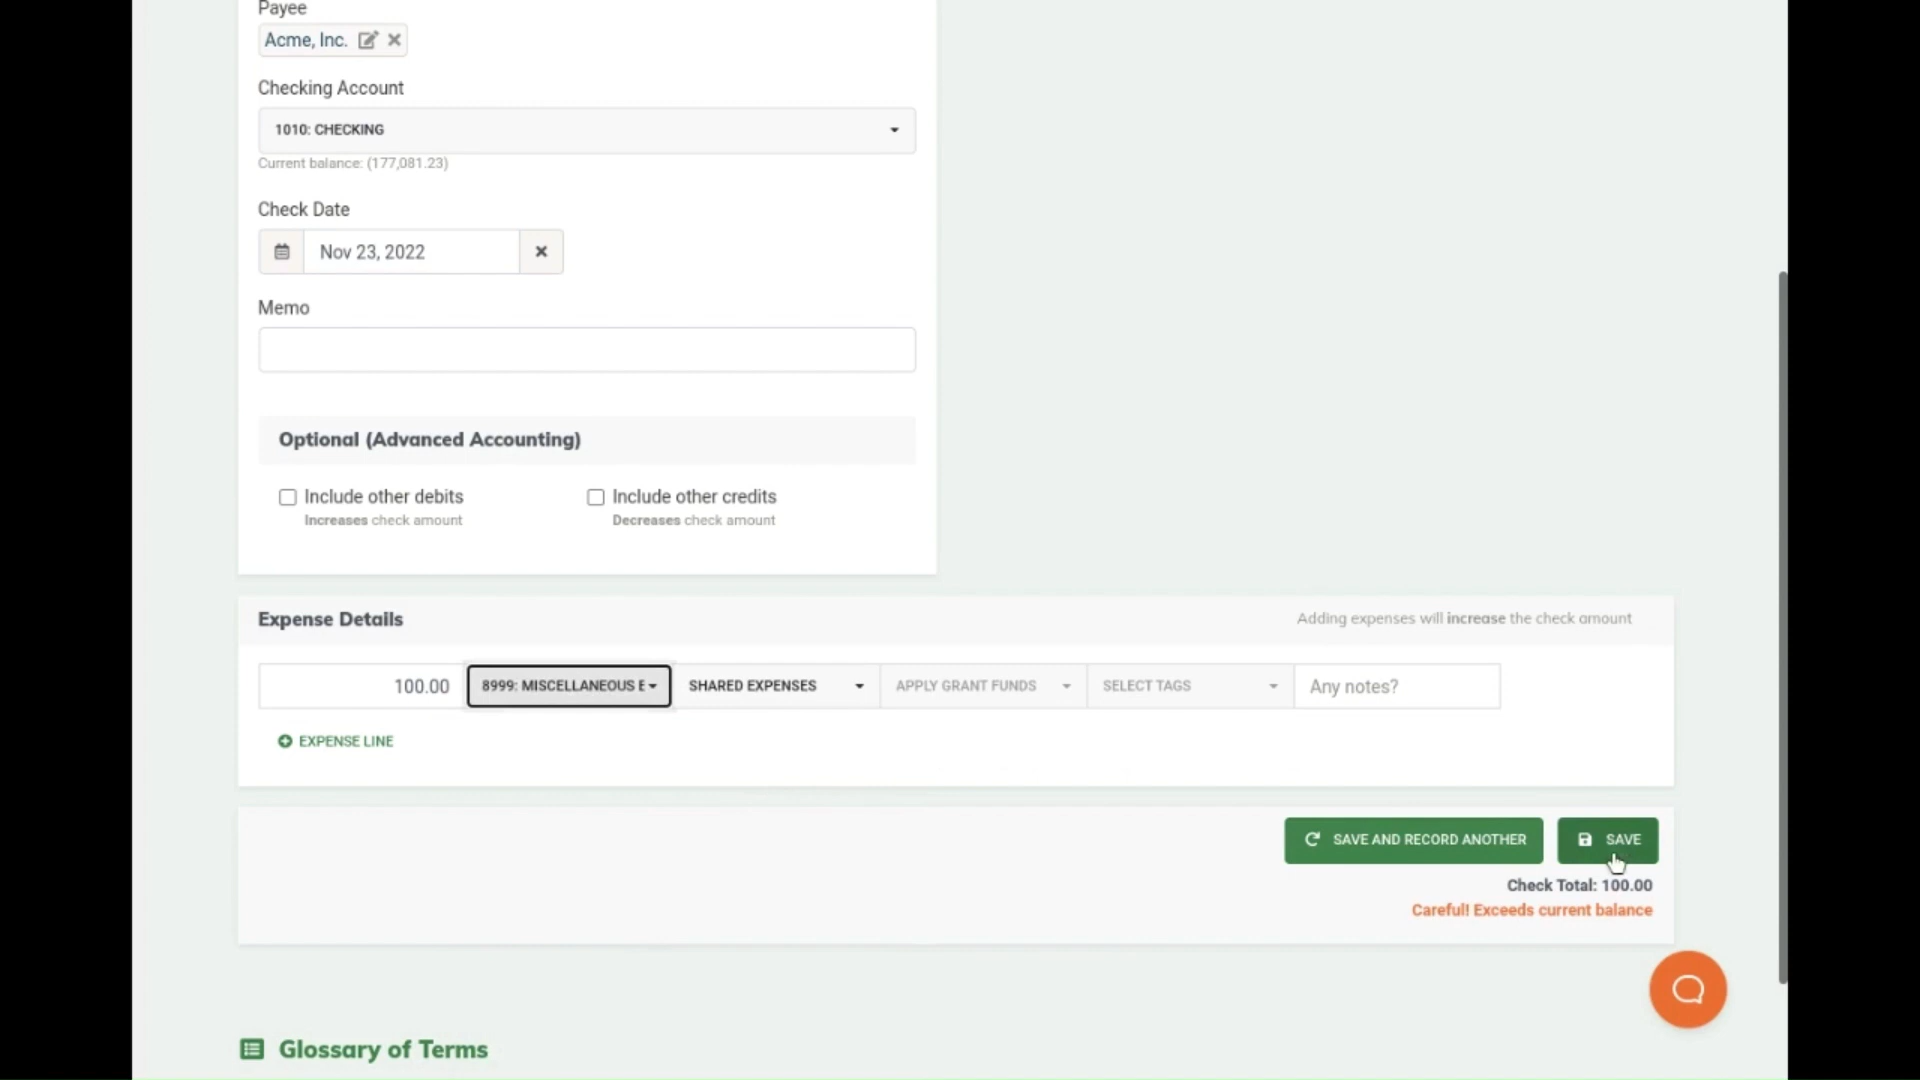 Payee
Acme, Inc.
Checking Account
1010: CHECKING
Current balance: (177,081.23)
Check Date
Nov 23, 2022
Memo
Optional (Advanced Accounting)
Include other debits
Increases check amount
Include other credits
Decreases check amount
Expense Details
Adding expenses will increase the check amount
100.00
8999: MISCELLANEOUS E
SHARED EXPENSES
APPLY GRANT FUNDS
SELECT TAGS
Any notes?
EXPENSE LINE
SAVE AND RECORD ANOTHER
SAVE
Check Total: 100.00
Careful! Exceeds current balance
Glossary of Terms